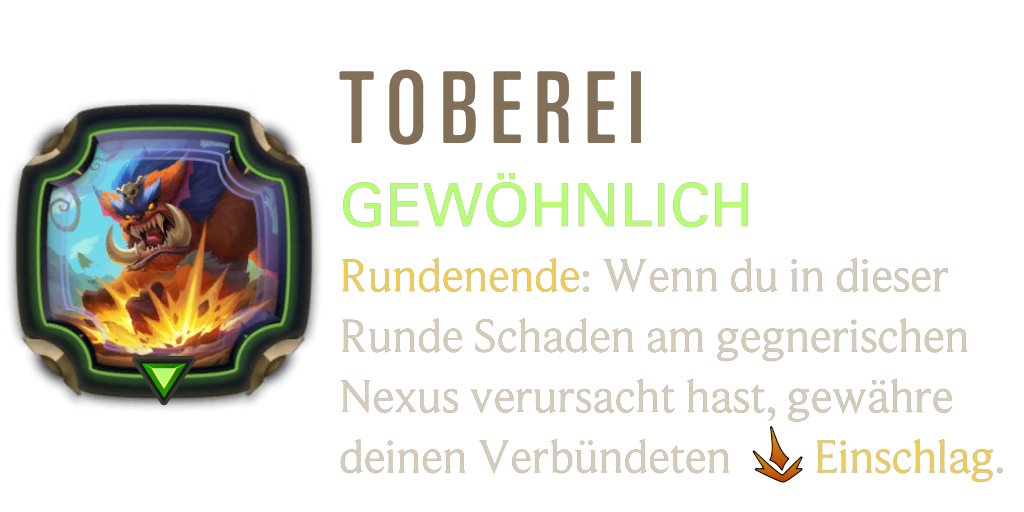 TOBEREI
GEWÖHNLICH
Rundenende: Wenn du in dieser
Runde Schaden am gegnerischen
Nexus verursacht hast, gewähre
deinen Verbündeten Einschlag.